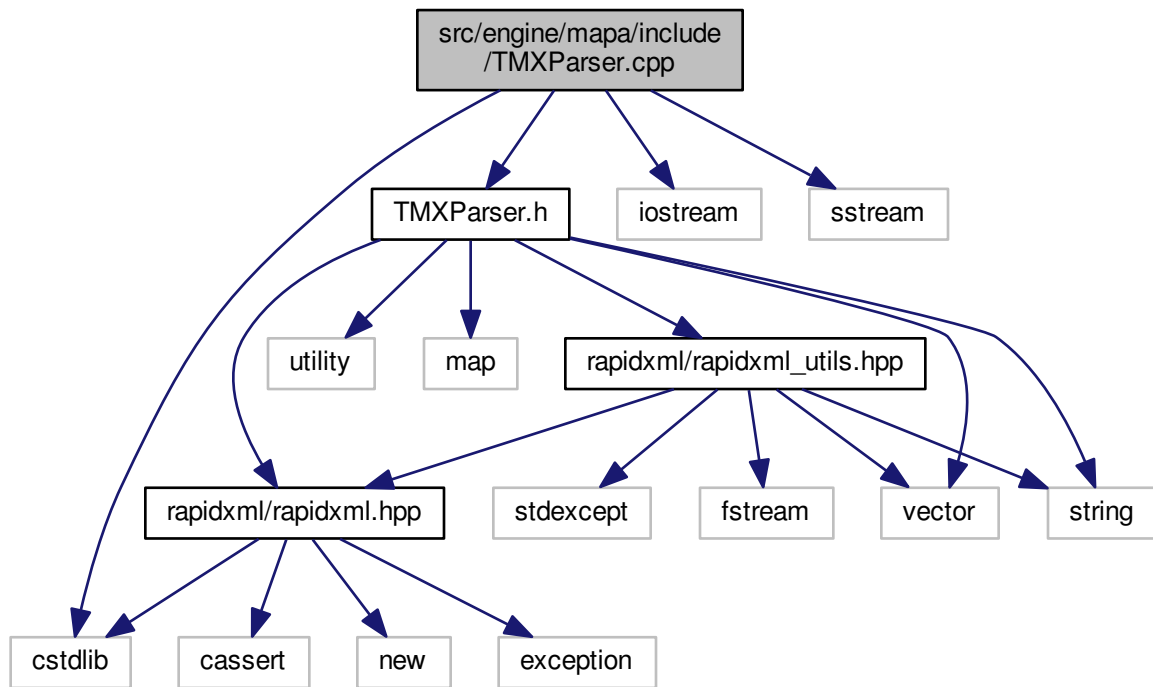 src/engine/mapa/include
/TMXParser.cpp
TMXParser.h
iostream
sstream
utility
map
rapidxml/rapidxml_utils.hpp
rapidxml/rapidxml.hpp
stdexcept
fstream
vector
string
cstdlib
cassert
new
exception